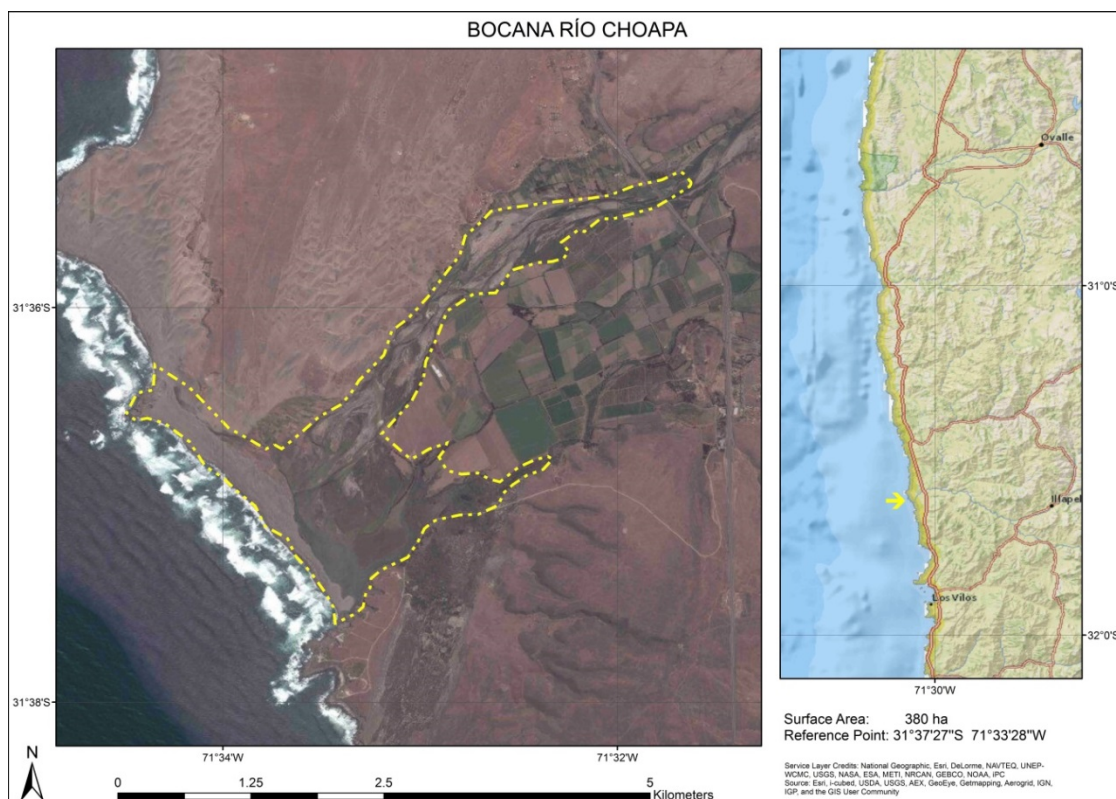 BOCANA RÍO CHOAPA
31°36'S
31°38'S
71°34'W
71°32'W
N
0
1.25
2.5
5
Kilometers
Ovalle
31°0'S
Illapel
Los Vilos
32°0'S
71°30'W
Surface Area: 380 ha
Reference Point: 31°37'27"S 71°33'28"W
Service Layer Credits: National Geographic, Esri, DeLorme, NAVTEQ, UNEP-
WCMC, USGS, NASA, ESA, METI, NRCAN, GEBCO, NOAA, iPC
Source: Esri, i-cubed, USDA, USGS, AEX, GeoEye, Getmapping, Aerogrid, IGN,
IGP, and the GIS User Community